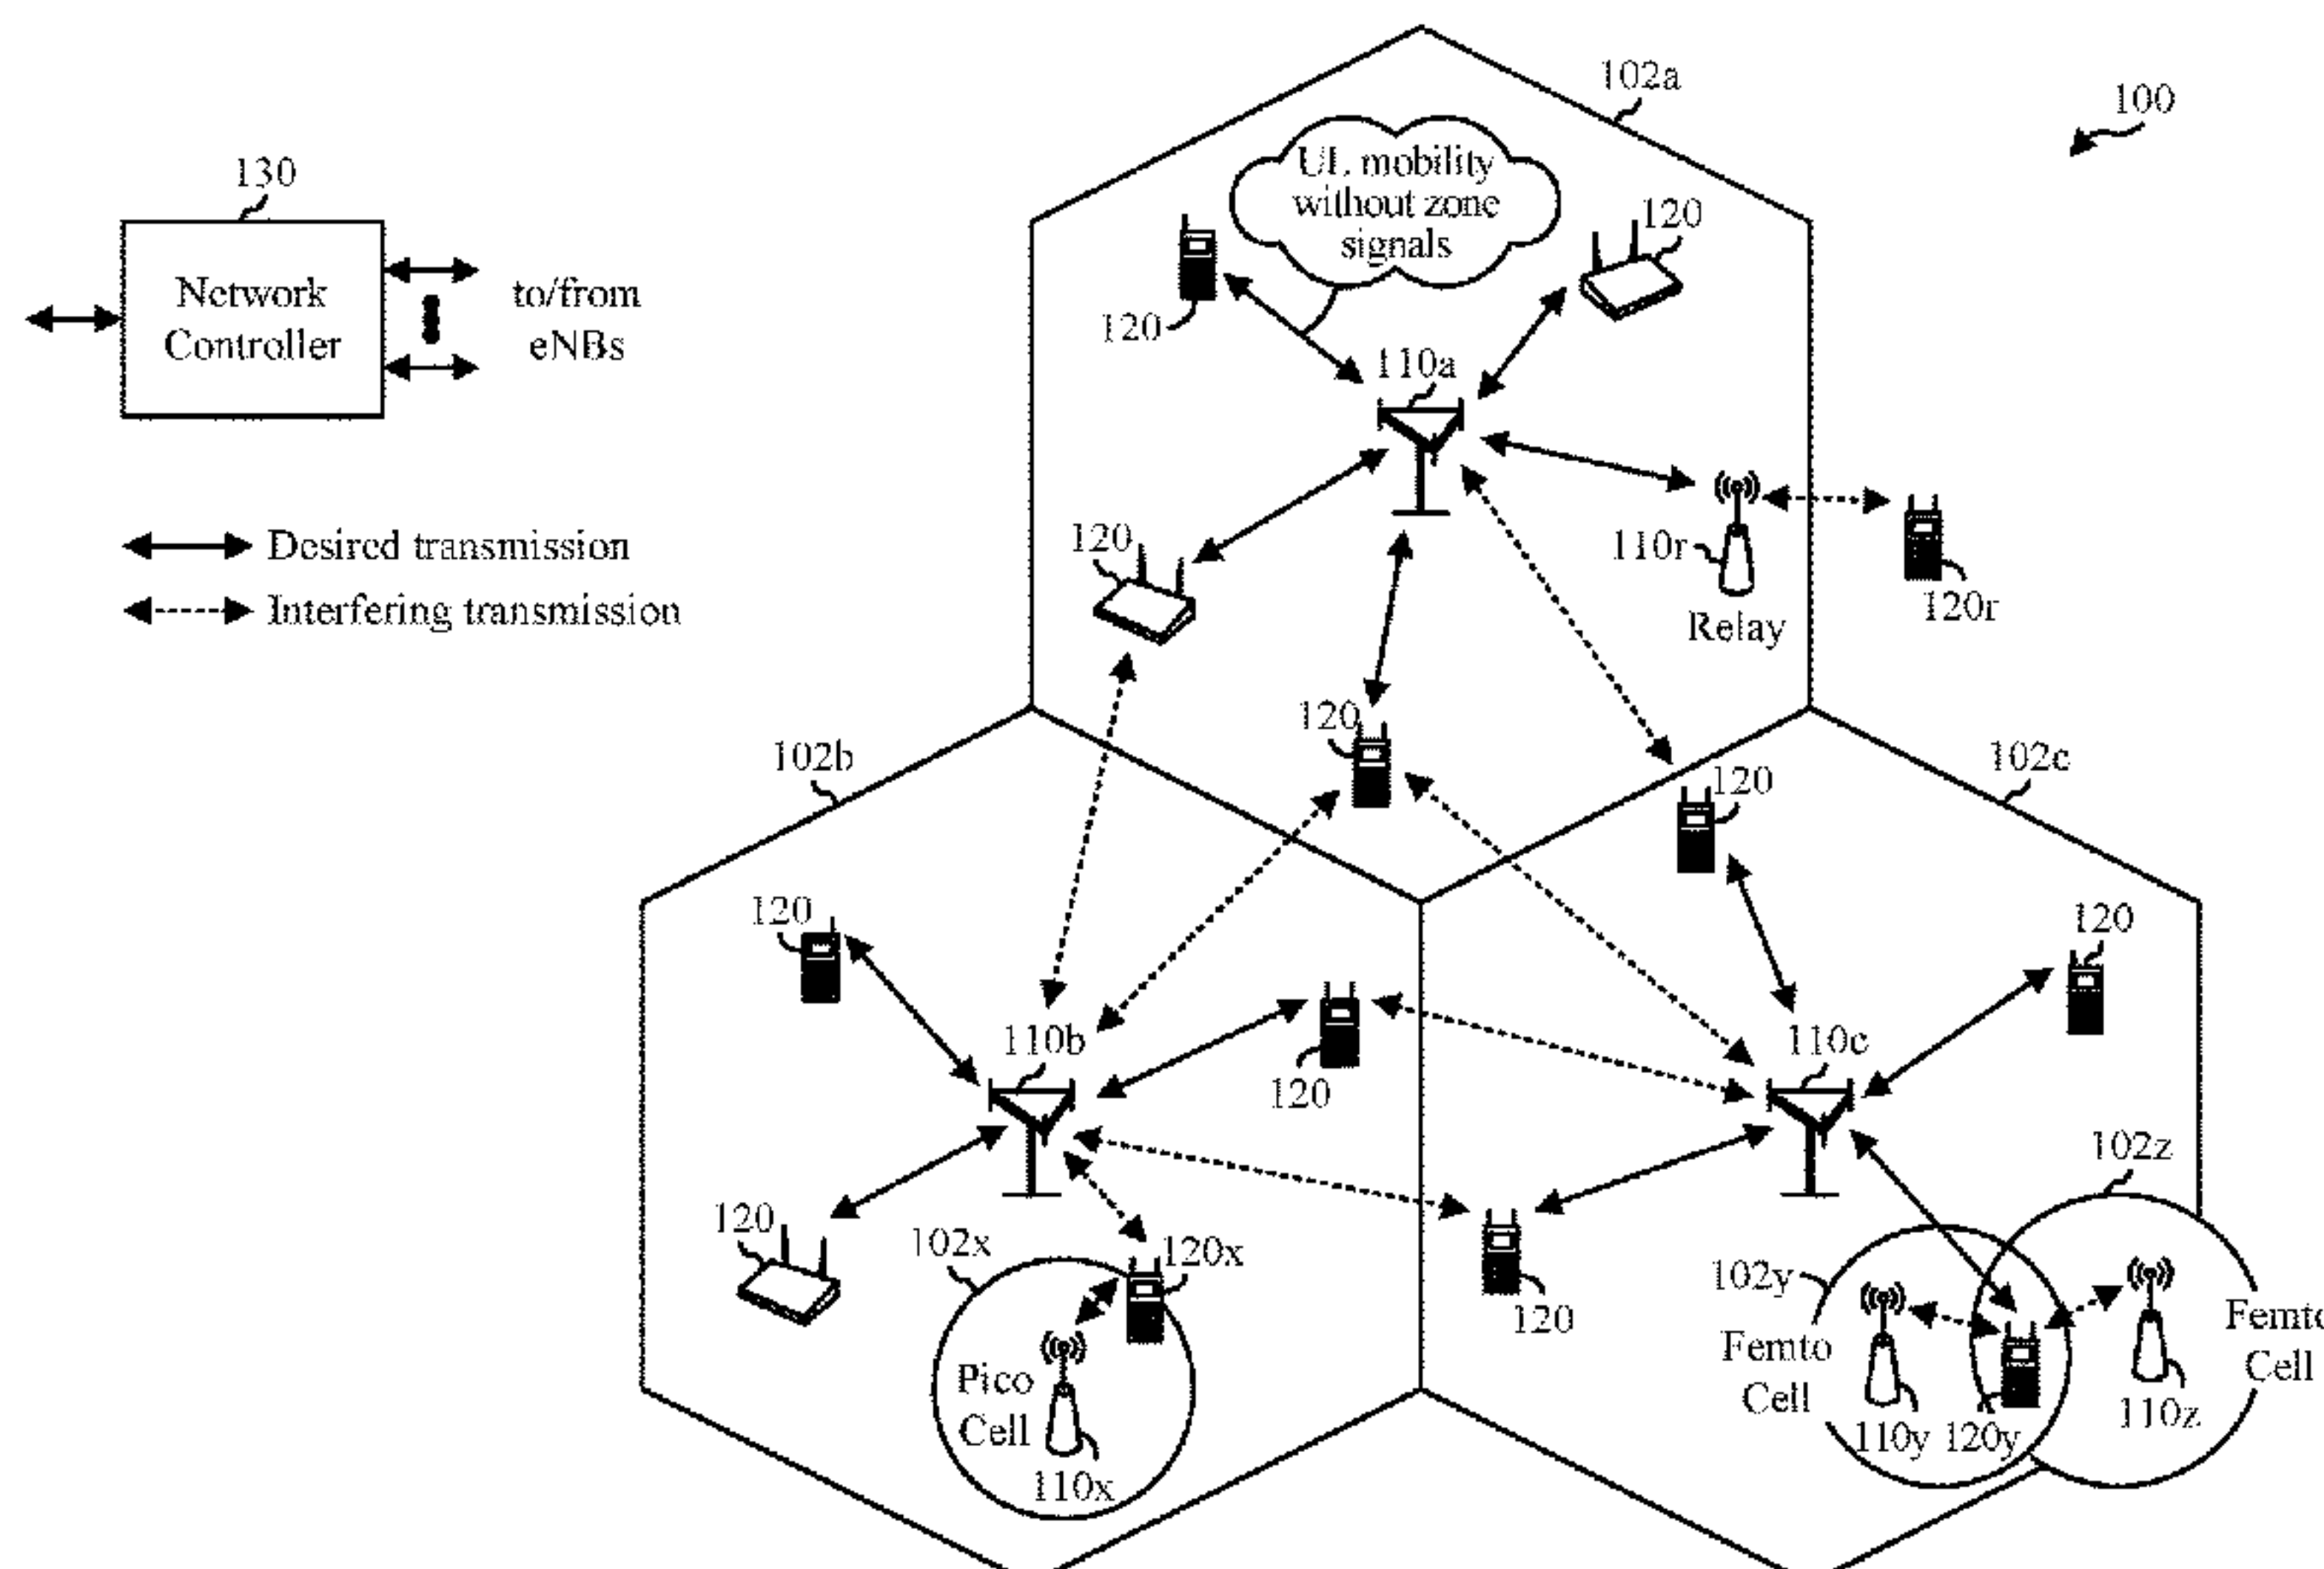 102a
100
130
UL mobility
without zone
signals
120
120
Network
Controller
to/from
eNBs
110a
Desired transmission
Interfering transmission
120
110r
120r
Relay
120
102b
102c
120
120
120
110b
110c
120
102z
120
102x
120x
102y
120
Femto
Cell
Femto
Cell
Pico
Cell
110y
120y
110z
110x